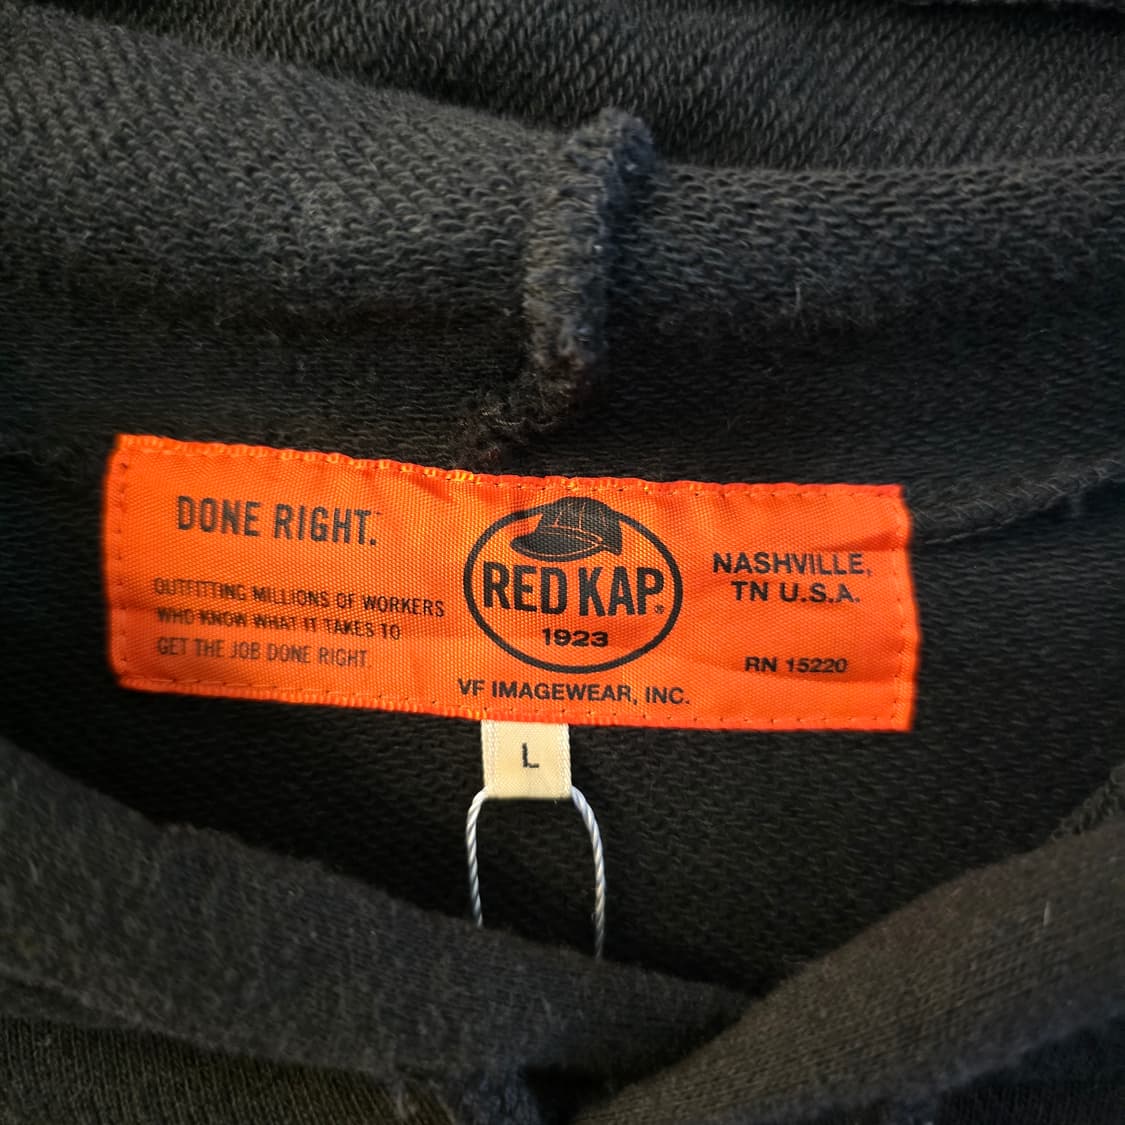 DONE RIGHT.™
OUTFITTING MILLIONS OF WORKERS
WHO KNOW WHAT IT TAKES TO
GET THE JOB DONE RIGHT.
RED KAP®
1923
VF IMAGEWEAR, INC.
NASHVILLE,
TN U.S.A.
RN 15220
L